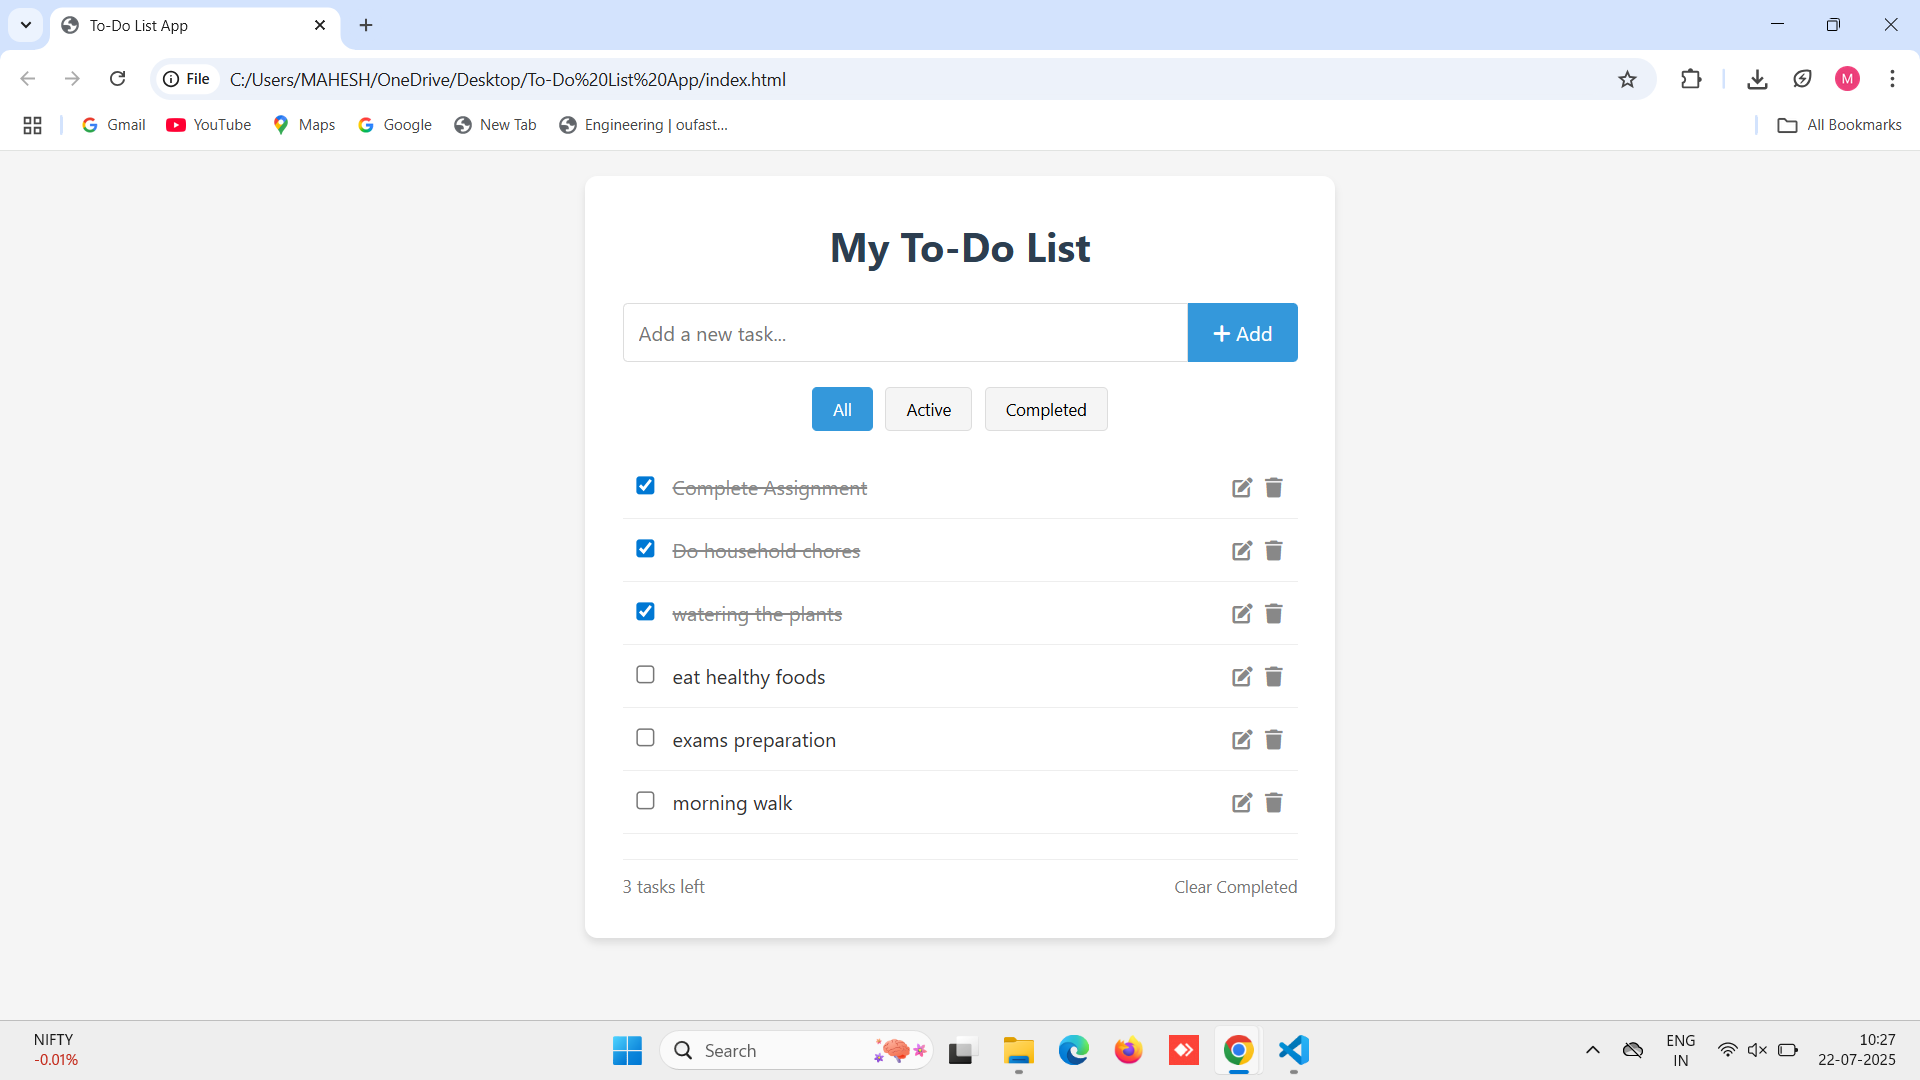 To-Do List App
File
C:/Users/MAHESH/OneDrive/Desktop/To-Do%20List%20App/index.html
M
Gmail
YouTube
Maps
Google
New Tab
Engineering | oufast...
All Bookmarks
My To-Do List
Add a new task...
+ Add
All
Active
Completed
Complete Assignment
Do household chores
watering the plants
eat healthy foods
exams preparation
morning walk
3 tasks left
Clear Completed
NIFTY
-0.01%
Search
ENG
IN
10:27
22-07-2025